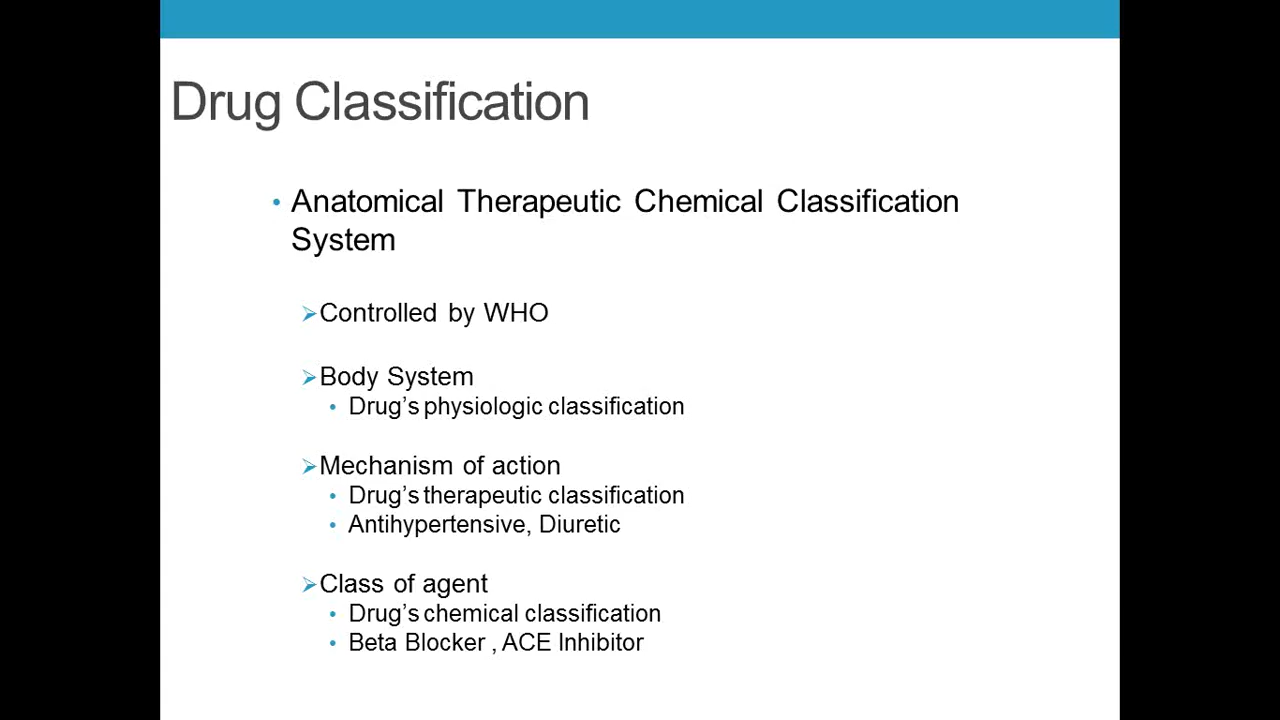 Drug Classification
• Anatomical Therapeutic Chemical Classification
System
➢Controlled by WHO
➢Body System
• Drug's physiologic classification
➢Mechanism of action
• Drug's therapeutic classification
• Antihypertensive, Diuretic
➢Class of agent
• Drug's chemical classification
• Beta Blocker , ACE Inhibitor